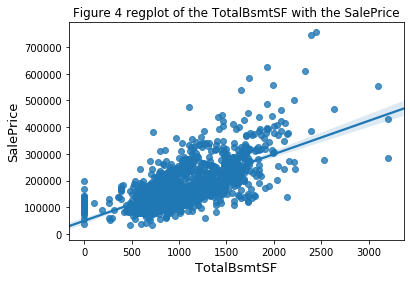 Figure 4 regplot of the TotalBsmtSF with the SalePrice
700000
600000
500000
400000
300000
200000
100000
0
SalePrice
0 500 1000 1500 2000 2500 3000
TotalBsmtSF